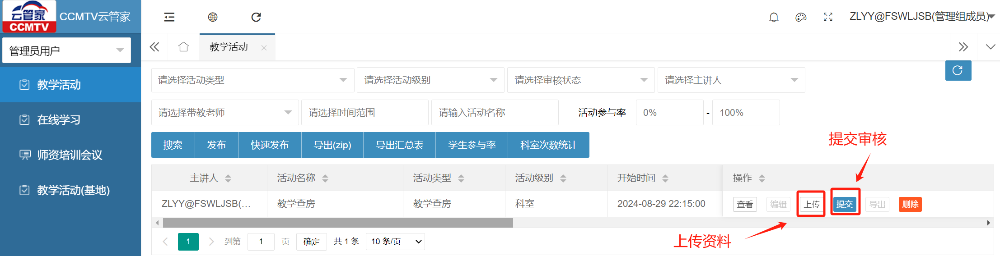 云管家
CCMTV
CCMTV云管家
ZLYY@FSWLJSB(管理组成员)
管理员用户
教学活动
教学活动
在线学习
师资培训会议
教学活动(基地)
请选择活动类型
请选择活动级别
请选择审核状态
请选择主讲人
请选择带教老师
请选择时间范围
请输入活动名称
活动参与率
0%
-
100%
搜索
发布
快速发布
导出(zip)
导出汇总表
学生参与率
科室次数统计
提交审核
主讲人
活动名称
活动类型
活动级别
开始时间
操作
ZLYY@FSWLJSB(...
教学查房
教学查房
科室
2024-08-29 22:15:00
查看
编辑
上传
提交
导出
删除
上传资料
1
到第
1
页
确定
共 1 条
10 条/页